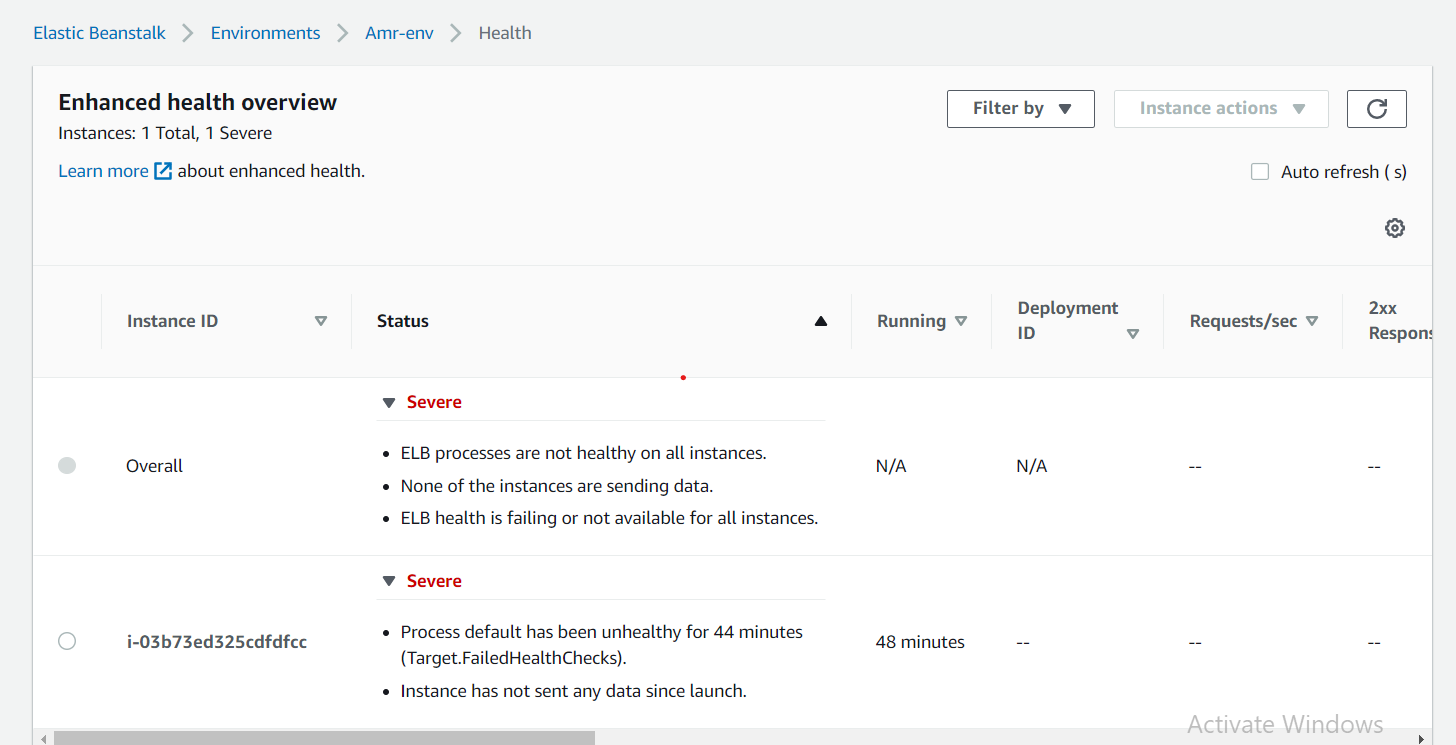 Elastic Beanstalk > Environments > Amr-env > Health
Enhanced health overview
Filter by
Instance actions
Instances: 1 Total, 1 Severe
Learn more about enhanced health.
Auto refresh ( s)
Instance ID
Status
Running
Deployment ID
Requests/sec
2xx
Respons
Overall
Severe
ELB processes are not healthy on all instances.
None of the instances are sending data.
ELB health is failing or not available for all instances.
N/A
N/A
--
--
i-03b73ed325cdfdfcc
Severe
Process default has been unhealthy for 44 minutes
(Target.FailedHealthChecks).
Instance has not sent any data since launch.
48 minutes
--
--
--
Activate Windows